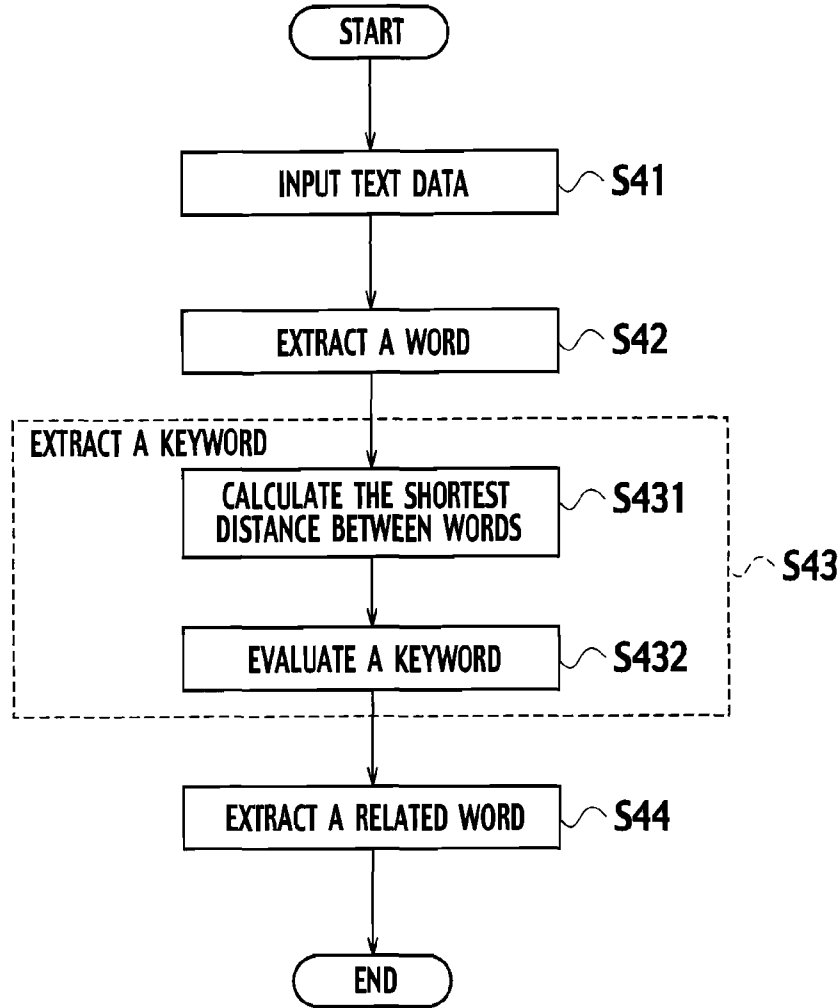 START
INPUT TEXT DATA
S41
EXTRACT A WORD
S42
EXTRACT A KEYWORD
CALCULATE THE SHORTEST
DISTANCE BETWEEN WORDS
S431
S43
EVALUATE A KEYWORD
S432
EXTRACT A RELATED WORD
S44
END